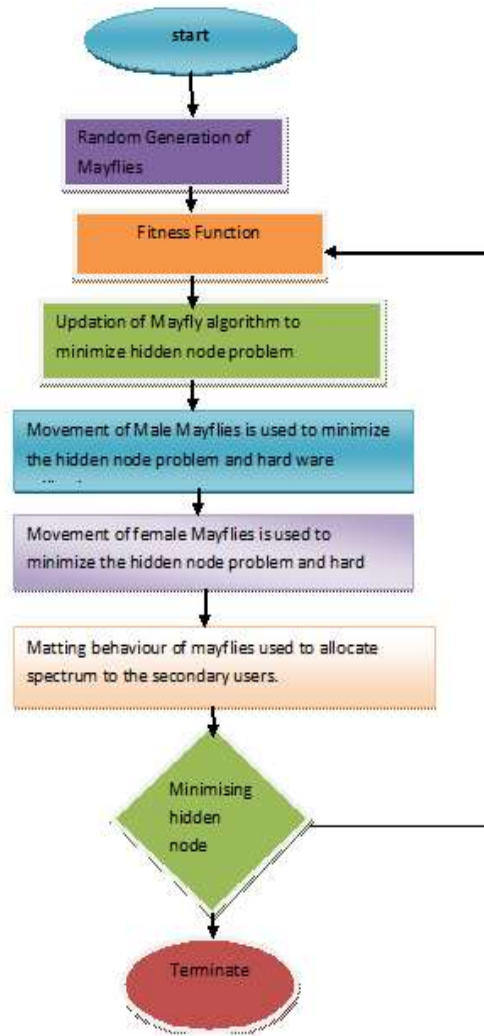 start
Random Generation of
Mayflies
Fitness Function
Updation of Mayfly algorithm to
minimize hidden node problem
Movement of Male Mayflies is used to minimize
the hidden node problem and hard ware
Movement of female Mayflies is used to
minimize the hidden node problem and hard
Matting behaviour of mayflies used to allocate
spectrum to the secondary users.
Minimising
hidden
node
Terminate